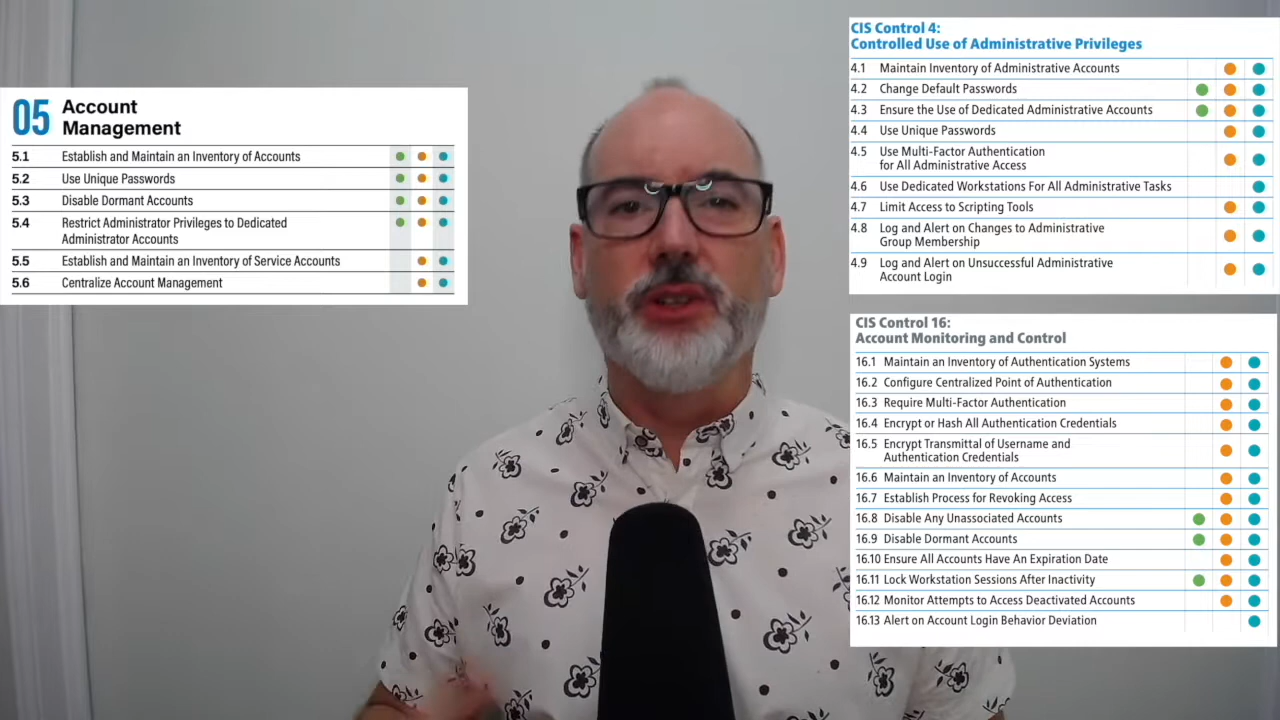 05 Account
Management
5.1 Establish and Maintain an Inventory of Accounts
5.2 Use Unique Passwords
5.3 Disable Dormant Accounts
5.4 Restrict Administrator Privileges to Dedicated
Administrator Accounts
5.5 Establish and Maintain an Inventory of Service Accounts
5.6 Centralize Account Management
CIS Control 4:
Controlled Use of Administrative Privileges
4.1 Maintain Inventory of Administrative Accounts
4.2 Change Default Passwords
4.3 Ensure the Use of Dedicated Administrative Accounts
4.4 Use Unique Passwords
4.5 Use Multi-Factor Authentication
for All Administrative Access
4.6 Use Dedicated Workstations For All Administrative Tasks
4.7 Limit Access to Scripting Tools
4.8 Log and Alert on Changes to Administrative
Group Membership
4.9 Log and Alert on Unsuccessful Administrative
Account Login
CIS Control 16:
Account Monitoring and Control
16.1 Maintain an Inventory of Authentication Systems
16.2 Configure Centralized Point of Authentication
16.3 Require Multi-Factor Authentication
16.4 Encrypt or Hash All Authentication Credentials
16.5 Encrypt Transmittal of Username and
Authentication Credentials
16.6 Maintain an Inventory of Accounts
16.7 Establish Process for Revoking Access
16.8 Disable Any Unassociated Accounts
16.9 Disable Dormant Accounts
16.10 Ensure All Accounts Have An Expiration Date
16.11 Lock Workstation Sessions After Inactivity
16.12 Monitor Attempts to Access Deactivated Accounts
16.13 Alert on Account Login Behavior Deviation